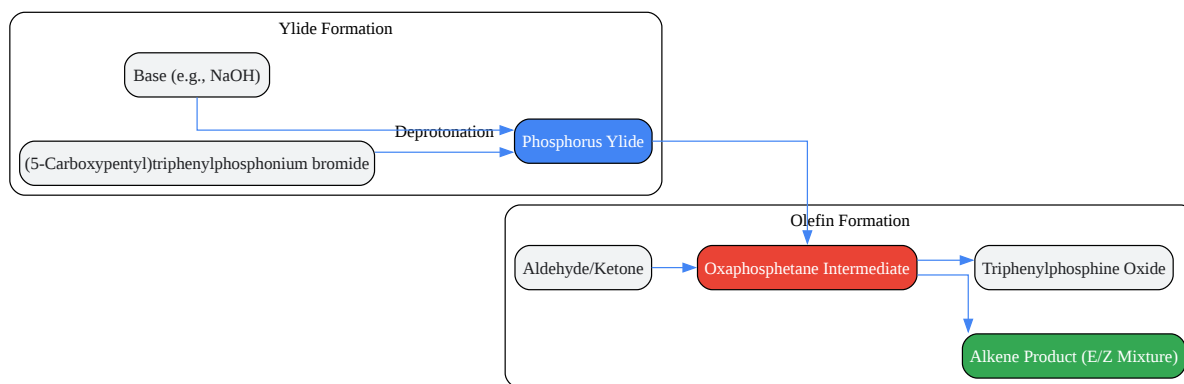 Ylide Formation
Base (e.g., NaOH)
Deprotonation
Phosphorus Ylide
(5-Carboxypentyl)triphenylphosphonium bromide
Olefin Formation
Aldehyde/Ketone
Oxaphosphetane Intermediate
Triphenylphosphine Oxide
Alkene Product (E/Z Mixture)